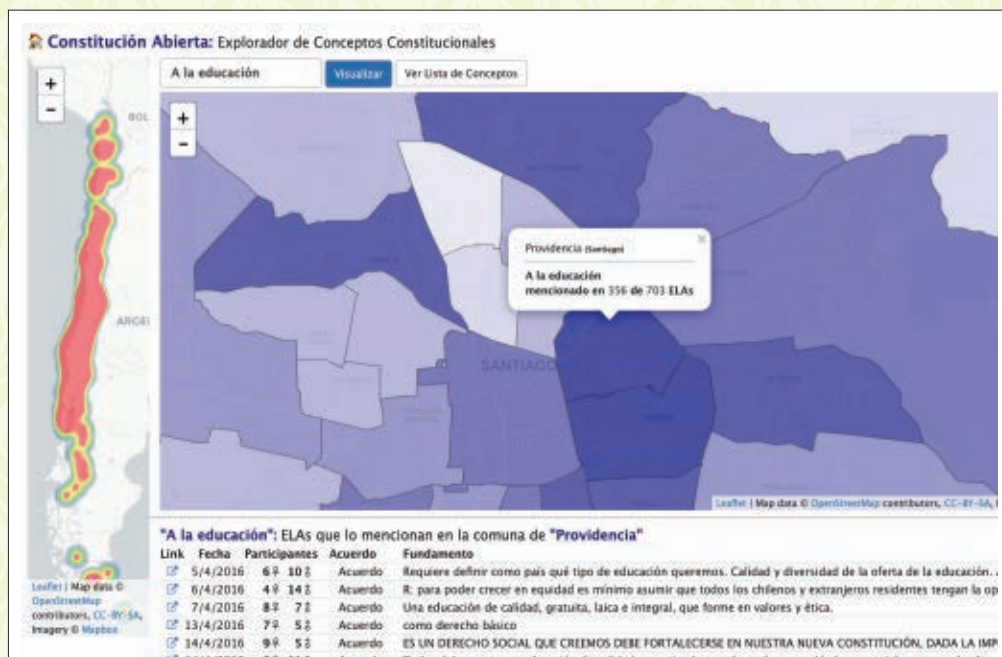 Constitución Abierta: Explorador de Conceptos Constitucionales
A la educación
Visualizar
Ver Lista de Conceptos
+
−
BOL
ARGE
Leaflet | Map data ©
OpenStreetMap
contributors, CC-BY-SA,
Imagery © Mapbox
+
−
Providencia (Santiago)
×
A la educación
mencionado en 356 de 703 ELAs
SANTIAGO
Leaflet | Map data © OpenStreetMap contributors, CC-BY-SA,
"A la educación": ELAs que lo mencionan en la comuna de "Providencia"
Link Fecha Participantes Acuerdo Fundamento
5/4/2016 6 10 Acuerdo Requiere definir como país qué tipo de educación queremos. Calidad y diversidad de la oferta de la educación.
6/4/2016 4 14 Acuerdo R: para poder crecer en equidad es mínimo asumir que todos los chilenos y extranjeros residentes tengan la op
7/4/2016 8 7 Acuerdo Una educación de calidad, gratuita, laica e integral, que forme en valores y ética.
13/4/2016 7 5 Acuerdo como derecho básico
14/4/2016 9 5 Acuerdo ES UN DERECHO SOCIAL QUE CREEMOS DEBE FORTALECERSE EN NUESTRA NUEVA CONSTITUCIÓN, DADA LA IMP